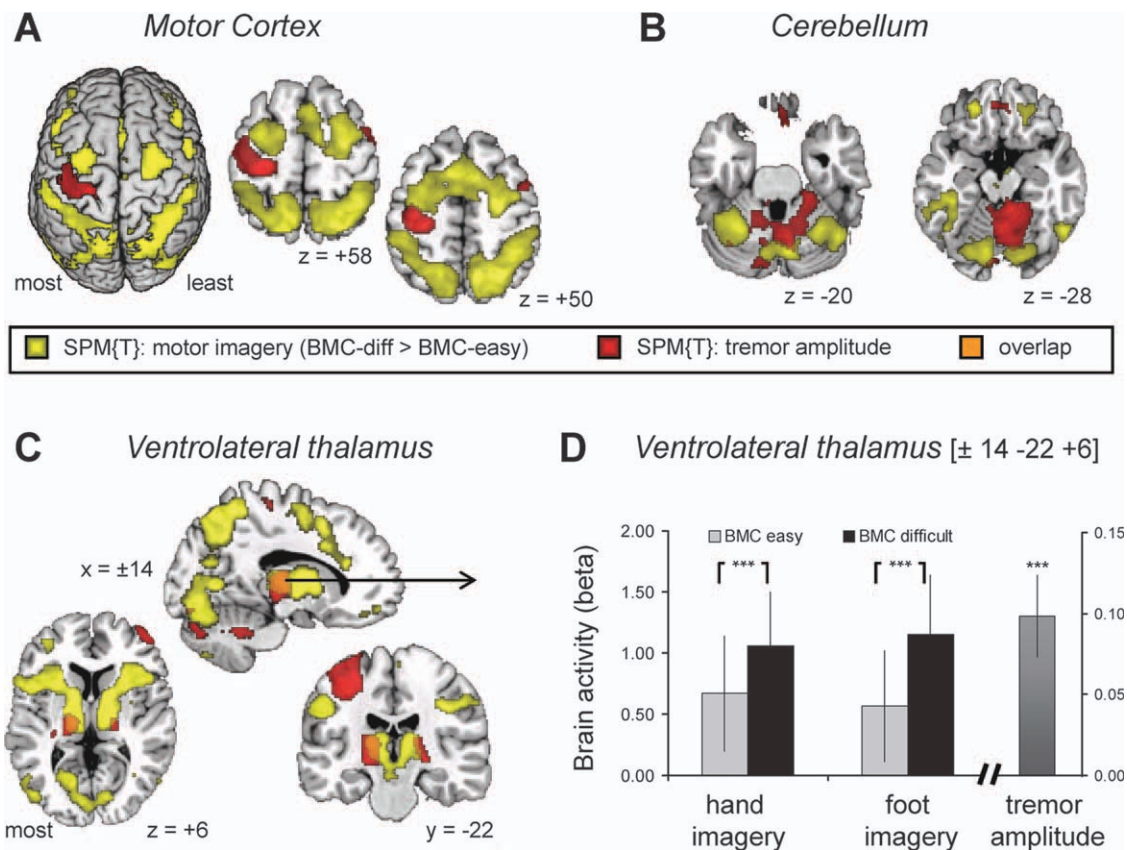 A Motor Cortex
B Cerebellum
most least
z = +58
z = +50
z = -20
z = -28
SPM{T}: motor imagery (BMC-diff > BMC-easy) SPM{T}: tremor amplitude overlap
C Ventrolateral thalamus
x = ±14
most z = +6
y = -22
D Ventrolateral thalamus [± 14 -22 +6]
Brain activity (beta)
2.00
1.50
1.00
0.50
0.00
BMC easy BMC difficult
*** *** ***
0.15
0.10
0.05
0.00
hand imagery
foot imagery
tremor amplitude